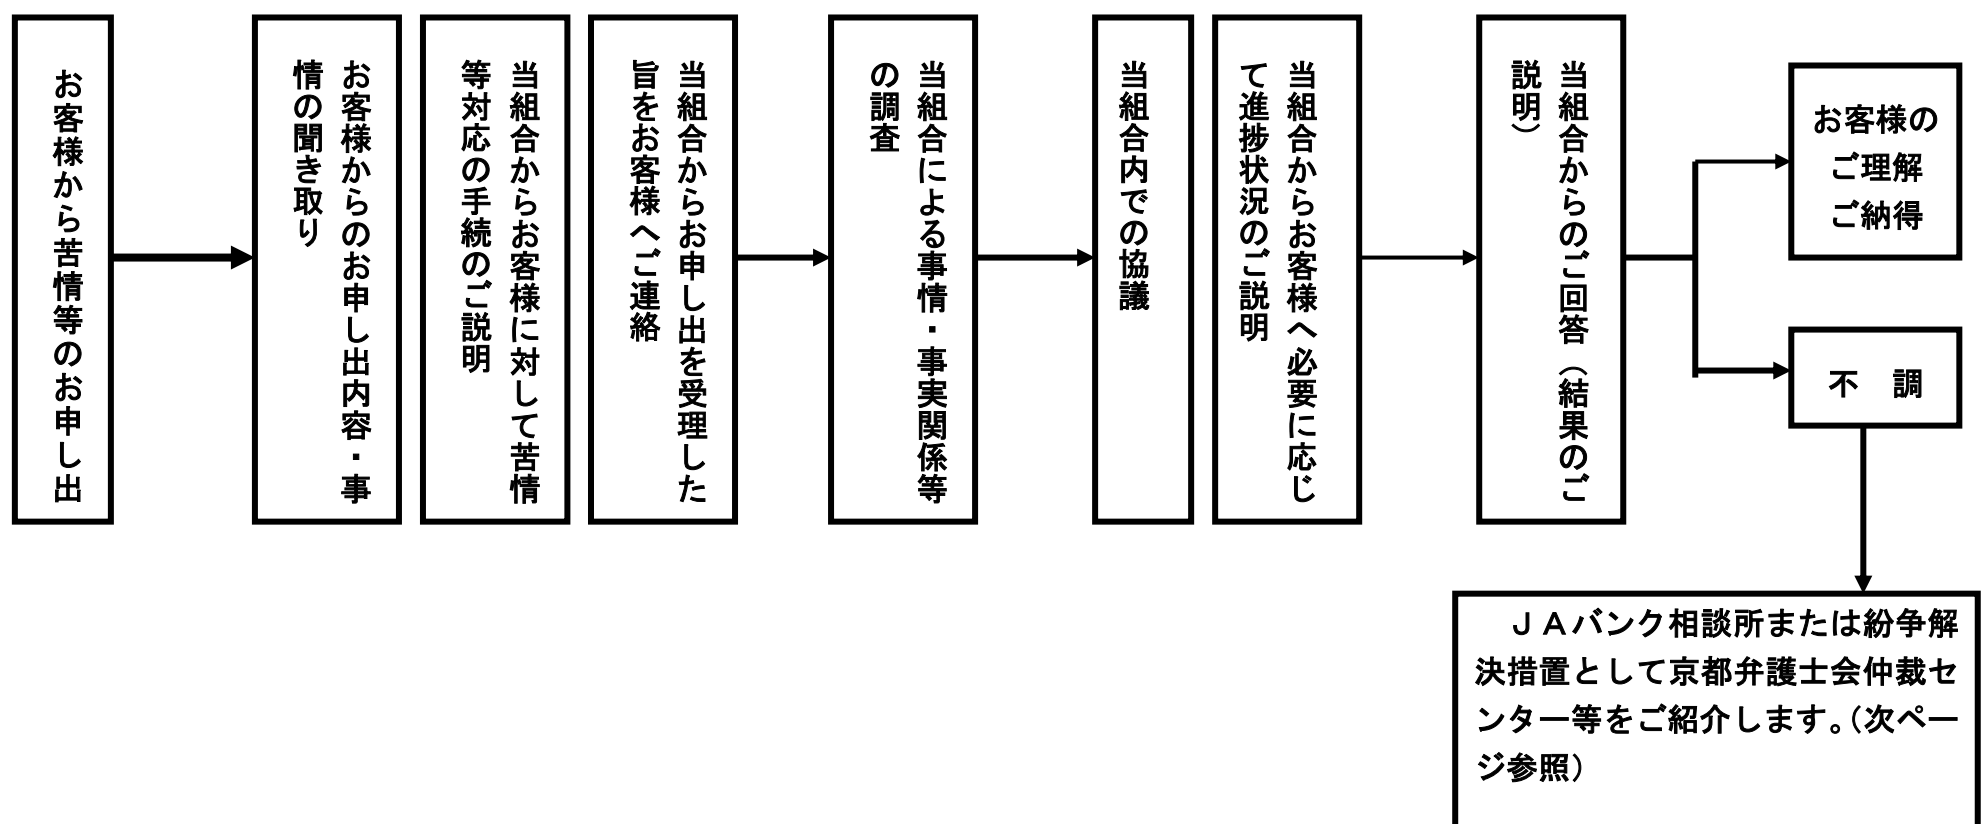 お客様から苦情等のお申し出
お客様からのお申し出内容・事
情の聞き取り
当組合からお客様に対して苦情
等対応の手続のご説明
当組合からお申し出を受理した
旨をお客様へご連絡
当組合による事情・事実関係等
の調査
当組合内での協議
当組合からお客様へ必要に応じ
て進捗状況のご説明
当組合からのご回答（結果のご
説明）
お客様の
ご理解
ご納得
不　調
ＪＡバンク相談所または紛争解
決措置として京都弁護士会仲裁セ
ンター等をご紹介します。（次ペー
ジ参照）